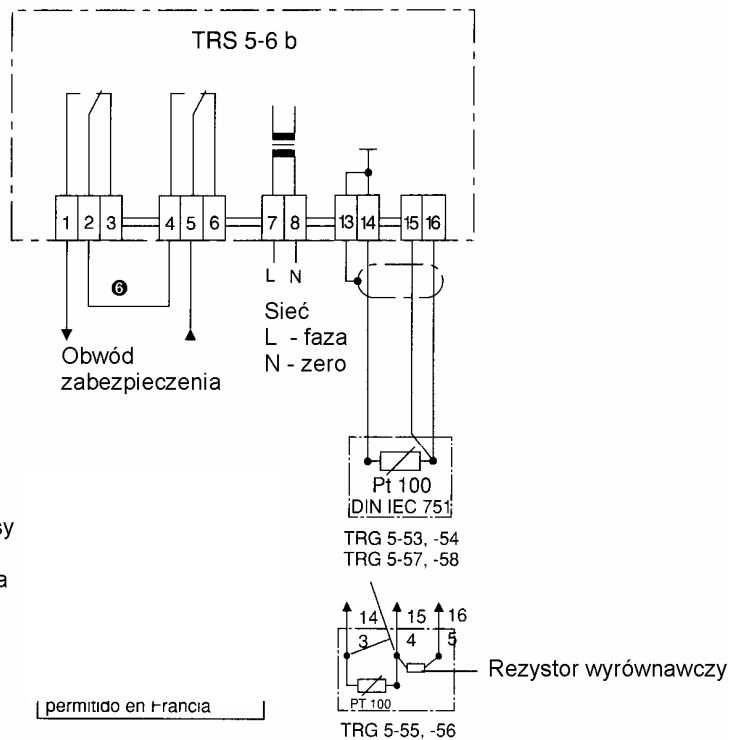 TRS 5-6 b
1 2 3 4 5 6 7 8 13 14 15 16
L N
❻
Sieć
L - faza
N - zero
Obwód
zabezpieczenia
Pt 100
DIN IEC 751
sy
a
TRG 5-53, -54
TRG 5-57, -58
14 15 16
3 4 5
Rezystor wyrównawczy
PT 100
permitido en Francia
TRG 5-55, -56